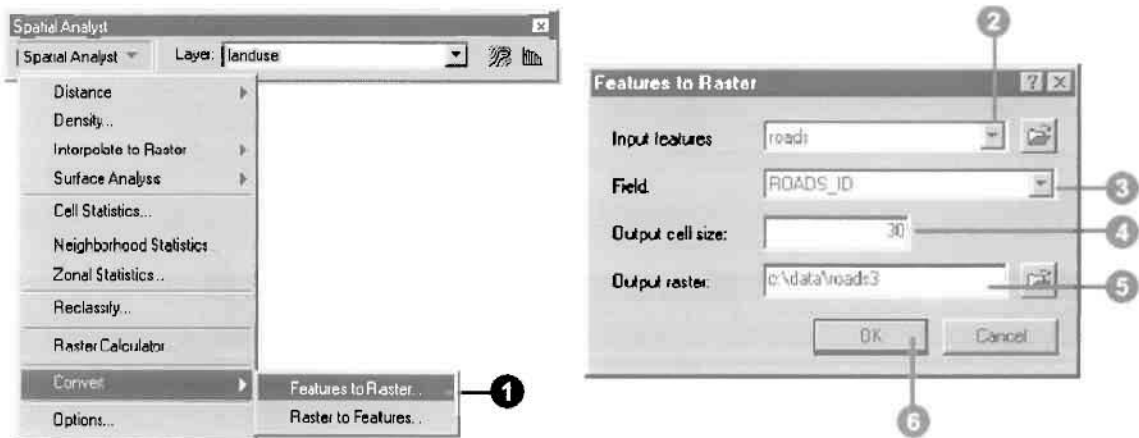 Spatial Analyst
Spatial Analyst Layer: landuse
Distance
Density...
Interpolate to Raster
Surface Analysis
Cell Statistics...
Neighborhood Statistics...
Zonal Statistics...
Reclassify...
Raster Calculator
Convert
Options...
Features to Raster...
Raster to Features...
1
2
Features to Raster
Input features roads
Field ROADS_ID
3
Output cell size: 30
4
Output raster: c:\data\roads3
5
OK Cancel
6